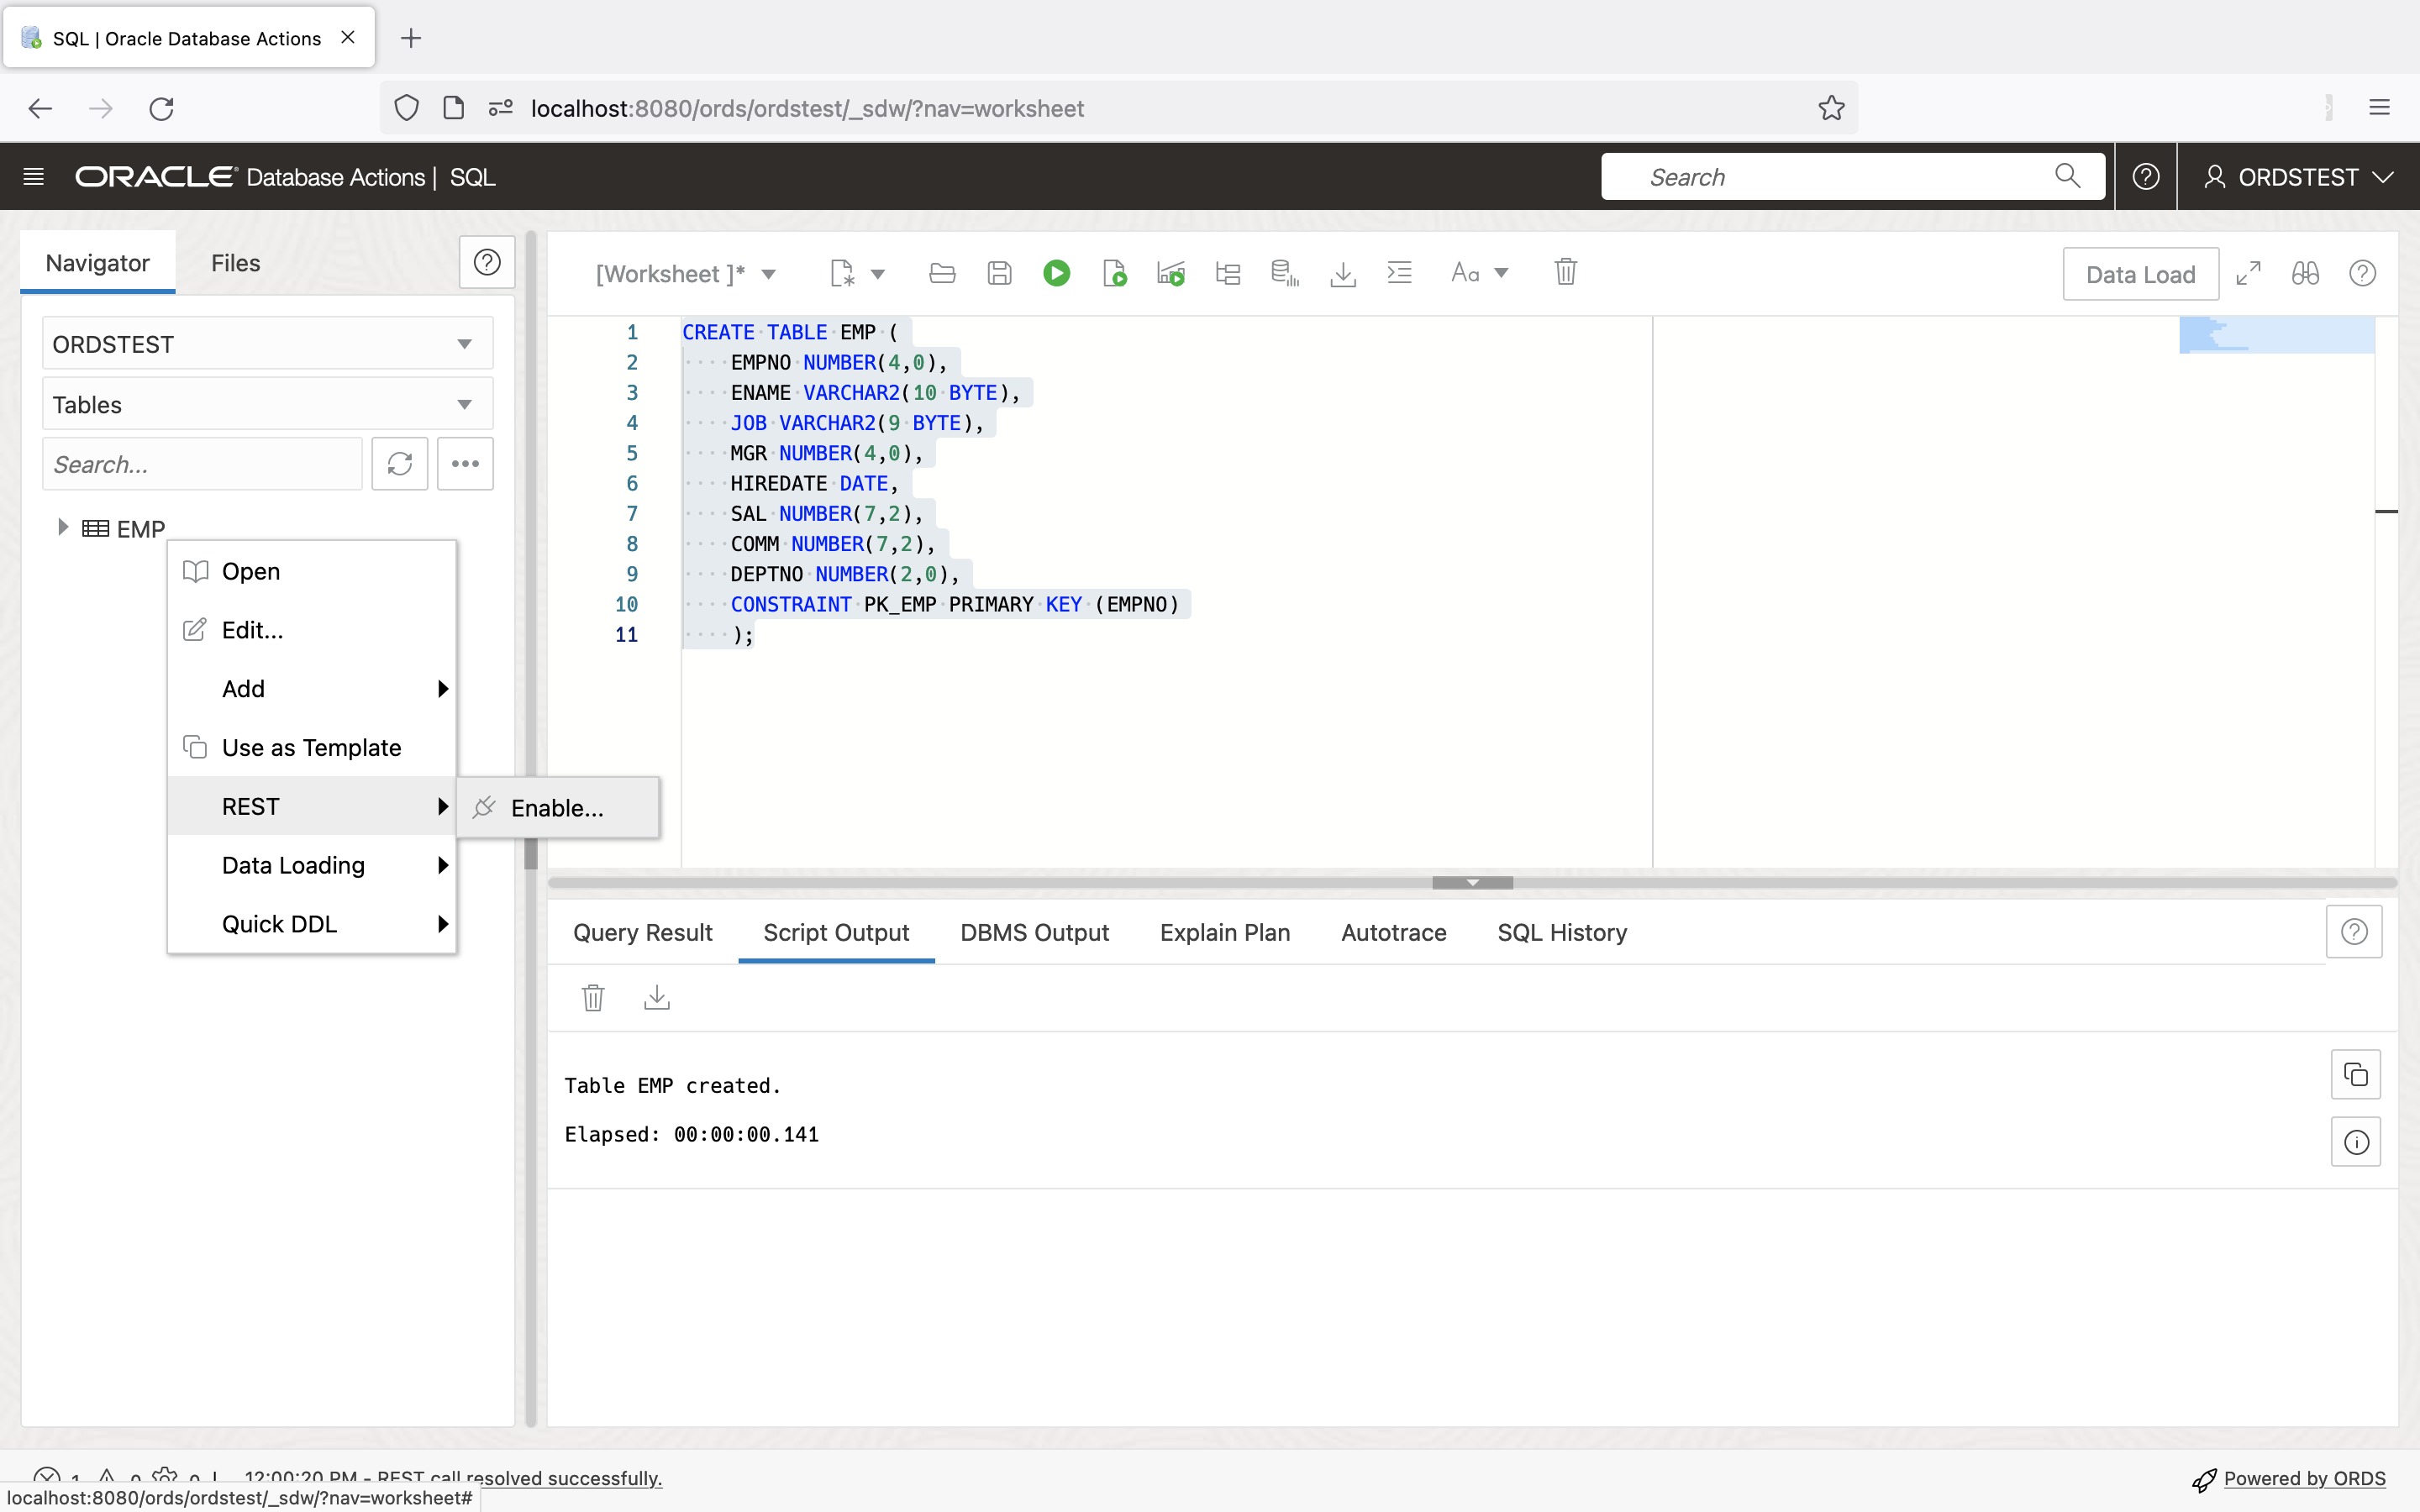 SQL | Oracle Database Actions
localhost:8080/ords/ordstest/_sdw/?nav=worksheet
ORACLE Database Actions | SQL
Search
ORDSTEST
Navigator
Files
[Worksheet ]*
Aa
Data Load
ORDSTEST
Tables
Search...
EMP
Open
Edit...
Add
Use as Template
REST
Enable...
Data Loading
Quick DDL
1 CREATE TABLE EMP (
2 EMPNO NUMBER(4,0),
3 ENAME VARCHAR2(10 BYTE),
4 JOB VARCHAR2(9 BYTE),
5 MGR NUMBER(4,0),
6 HIREDATE DATE,
7 SAL NUMBER(7,2),
8 COMM NUMBER(7,2),
9 DEPTNO NUMBER(2,0),
10 CONSTRAINT PK_EMP PRIMARY KEY (EMPNO)
11 );
Query Result
Script Output
DBMS Output
Explain Plan
Autotrace
SQL History
Table EMP created.
Elapsed: 00:00:00.141
1 0 0 | 12:00:20 PM - REST call resolved successfully.
Powered by ORDS
localhost:8080/ords/ordstest/_sdw/?nav=worksheet#